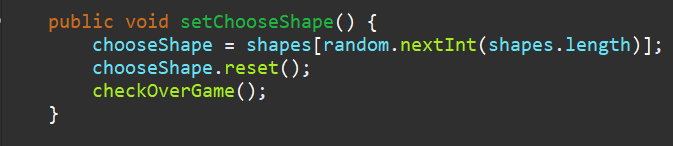 public void setChooseShape() {
chooseShape = shapes[random.nextInt(shapes.length)];
chooseShape.reset();
checkOverGame();
}